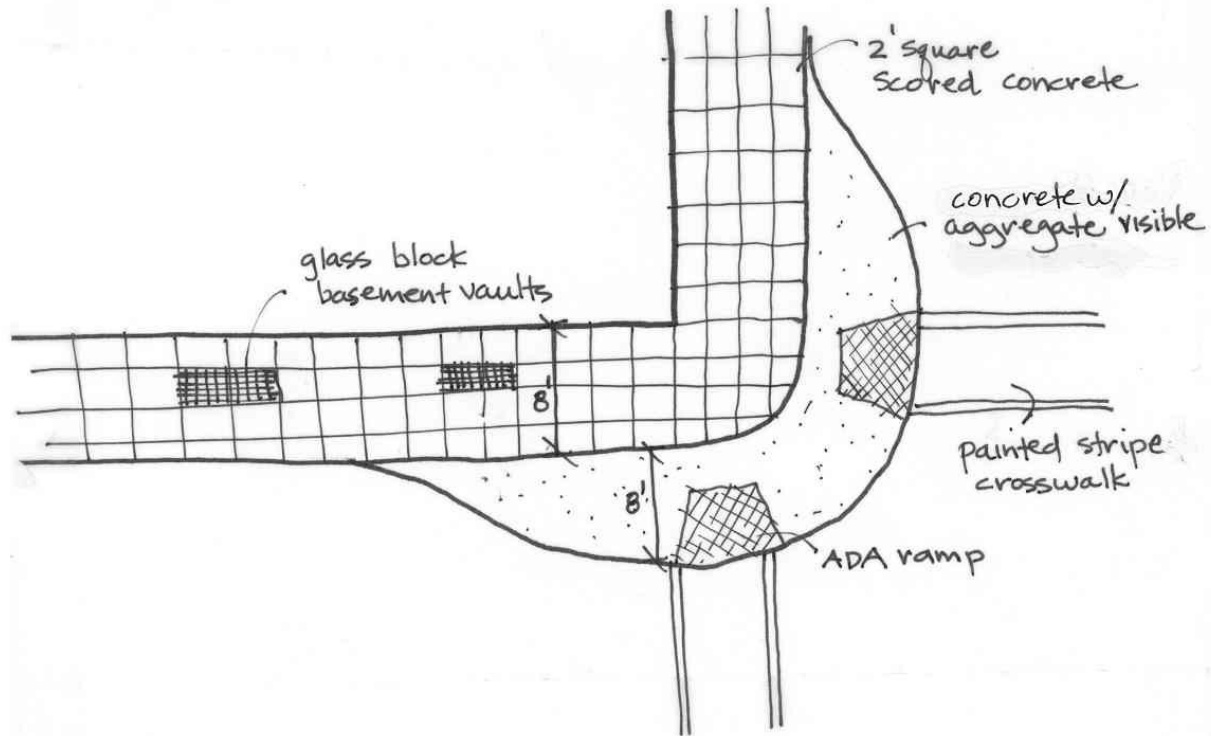 2' square
scored concrete
concrete w/
aggregate visible
glass block
basement vaults
8'
8'
painted stripe
crosswalk
ADA ramp